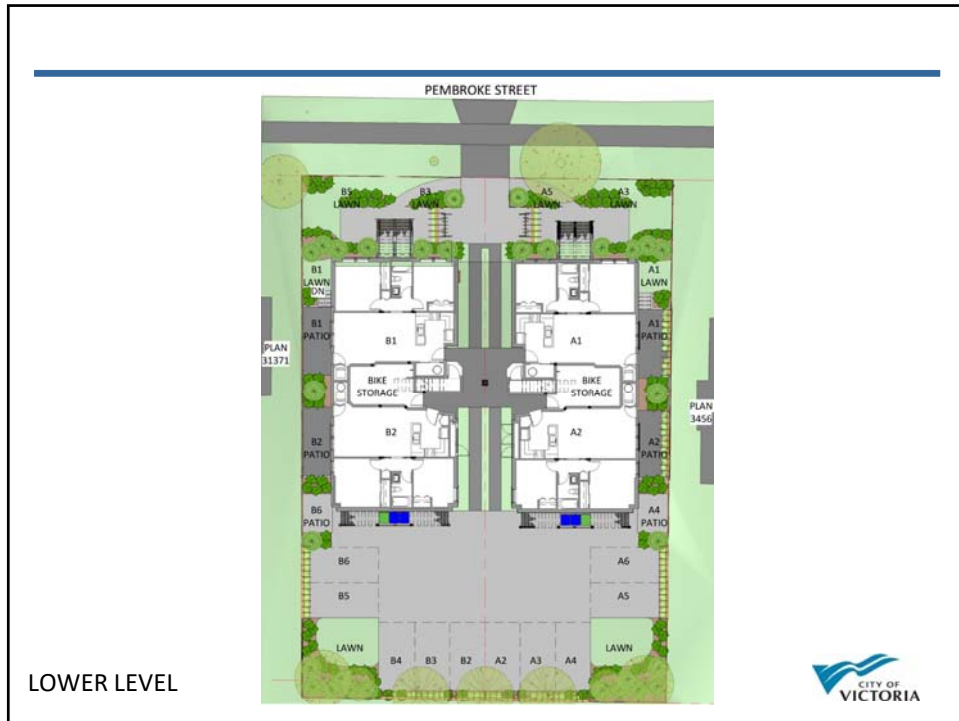 PEMBROKE STREET
B5
LAWN
B3
LAWN
A5
LAWN
A3
LAWN
B1
LAWN
DN
A1
LAWN
B1
PATIO
A1
PATIO
PLAN
31371
B1
A1
BIKE
STORAGE
BIKE
STORAGE
PLAN
3456
B2
PATIO
B2
A2
A2
PATIO
B6
PATIO
A4
PATIO
B6
A6
B5
A5
LAWN
LAWN
B4
B3
B2
A2
A3
A4
LOWER LEVEL
CITY OF
VICTORIA